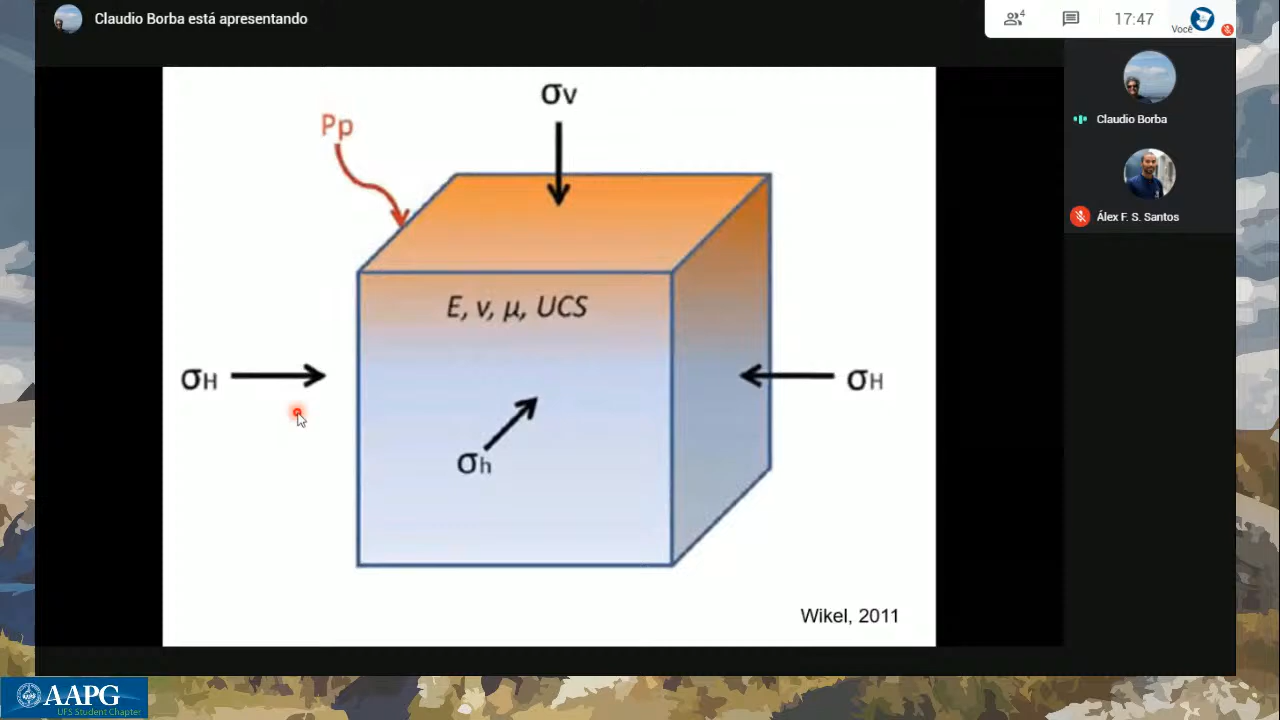 Claudio Borba está apresentando
4
17:47
Você
Claudio Borba
Álex F. S. Santos
σv
Pp
E, ν, μ, UCS
σH
σH
σh
Wikel, 2011
AAPG
UFS Student Chapter